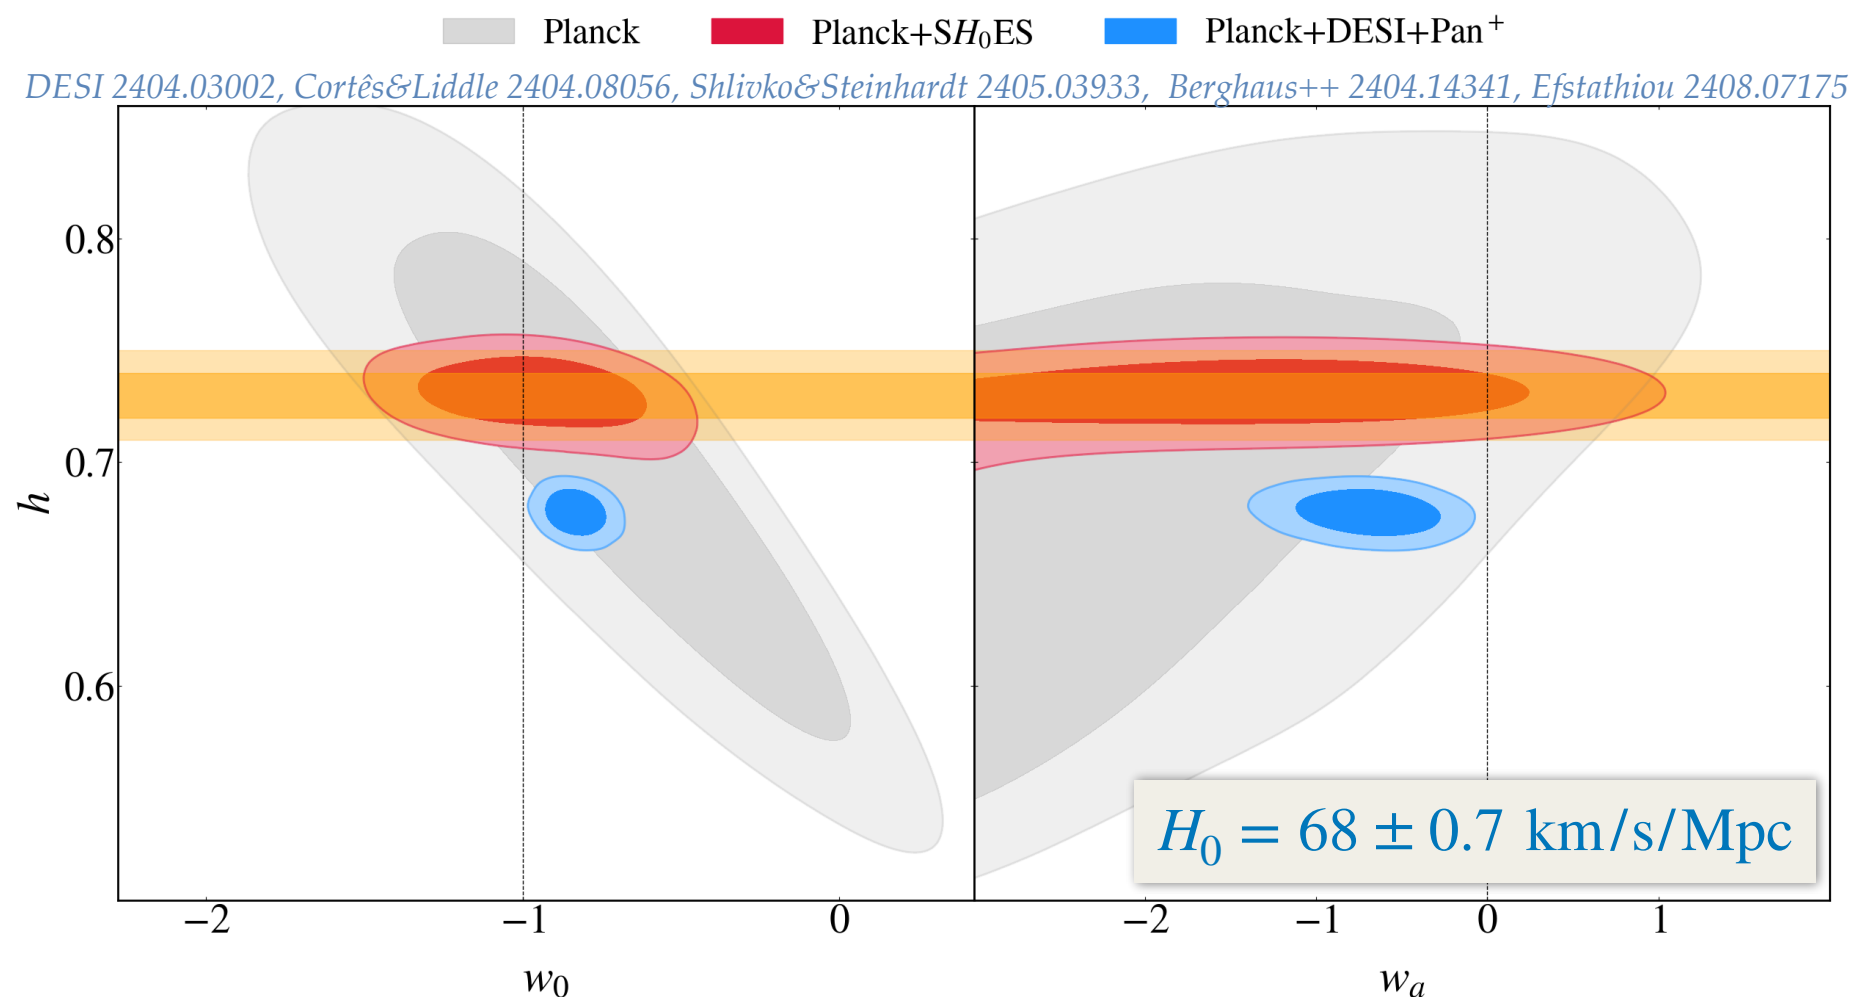 Planck Planck+SH₀ES Planck+DESI+Pan⁺
DESI 2404.03002, Cortês&Liddle 2404.08056, Shlivko&Steinhardt 2405.03933, Berghaus++ 2404.14341, Efstathiou 2408.07175
0.8
0.7
0.6
h
H₀ = 68 ± 0.7 km/s/Mpc
−2 −1 0 −2 −1 0 1
w₀ wₐ